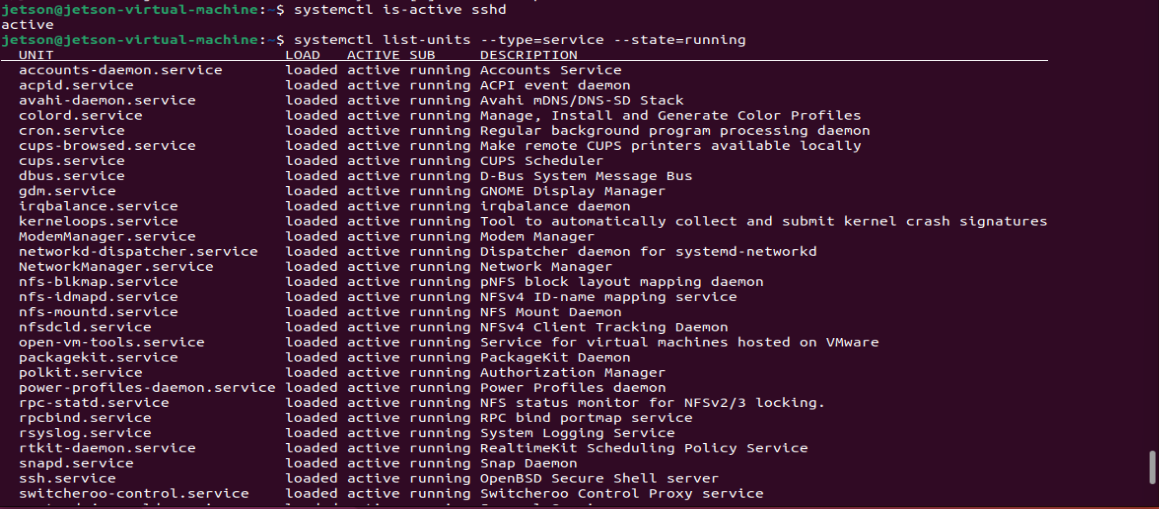 jetson@jetson-virtual-machine:~$ systemctl is-active sshd
active
jetson@jetson-virtual-machine:~$ systemctl list-units --type=service --state=running
UNIT LOAD ACTIVE SUB DESCRIPTION
accounts-daemon.service loaded active running Accounts Service
acpid.service loaded active running ACPI event daemon
avahi-daemon.service loaded active running Avahi mDNS/DNS-SD Stack
colord.service loaded active running Manage, Install and Generate Color Profiles
cron.service loaded active running Regular background program processing daemon
cups-browsed.service loaded active running Make remote CUPS printers available locally
cups.service loaded active running CUPS Scheduler
dbus.service loaded active running D-Bus System Message Bus
gdm.service loaded active running GNOME Display Manager
irqbalance.service loaded active running irqbalance daemon
kerneloops.service loaded active running Tool to automatically collect and submit kernel crash signatures
ModemManager.service loaded active running Modem Manager
networkd-dispatcher.service loaded active running Dispatcher daemon for systemd-networkd
NetworkManager.service loaded active running Network Manager
nfs-blkmap.service loaded active running pNFS block layout mapping daemon
nfs-idmapd.service loaded active running NFSv4 ID-name mapping service
nfs-mountd.service loaded active running NFS Mount Daemon
nfsdcld.service loaded active running NFSv4 Client Tracking Daemon
open-vm-tools.service loaded active running Service for virtual machines hosted on VMware
packagekit.service loaded active running PackageKit Daemon
polkit.service loaded active running Authorization Manager
power-profiles-daemon.service loaded active running Power Profiles daemon
rpc-statd.service loaded active running NFS status monitor for NFSv2/3 locking.
rpcbind.service loaded active running RPC bind portmap service
rsyslog.service loaded active running System Logging Service
rtkit-daemon.service loaded active running RealtimeKit Scheduling Policy Service
snapd.service loaded active running Snap Daemon
ssh.service loaded active running OpenBSD Secure Shell server
switcheroo-control.service loaded active running Switcheroo Control Proxy service